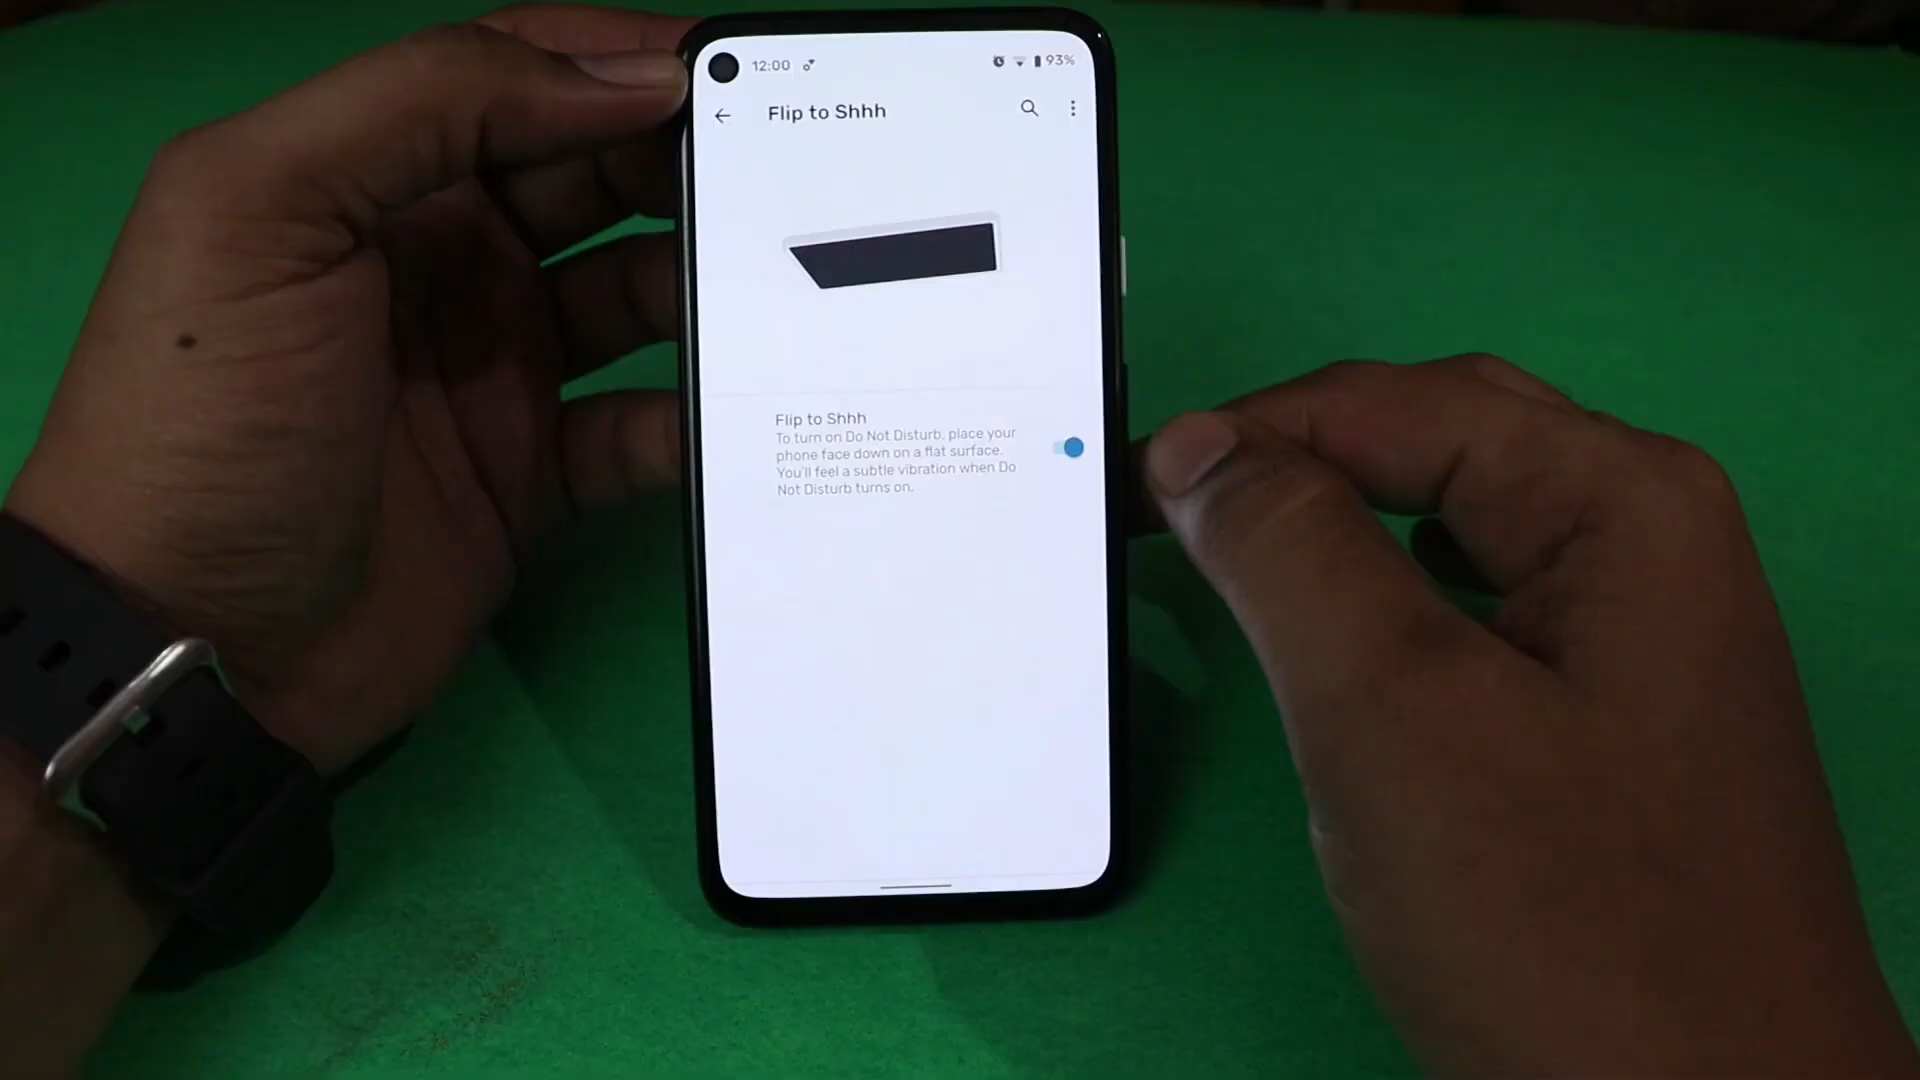 12:00
93%
Flip to Shhh
Flip to Shhh
To turn on Do Not Disturb, place your
phone face down on a flat surface.
You'll feel a subtle vibration when Do
Not Disturb turns on.